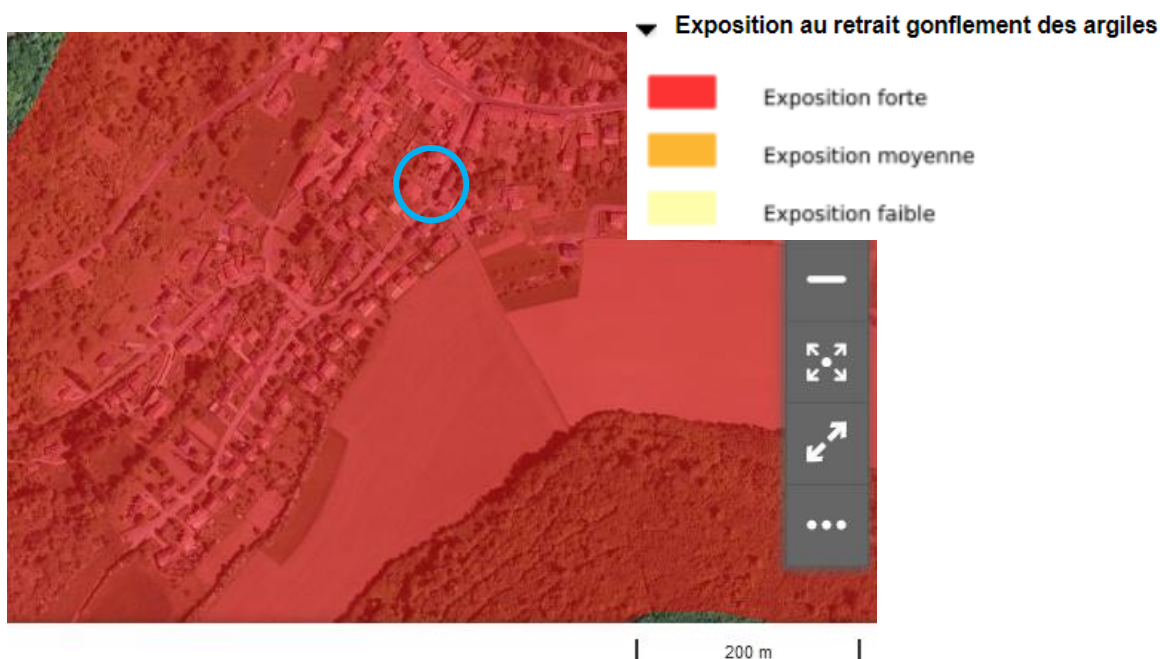 Exposition au retrait gonflement des argiles
Exposition forte
Exposition moyenne
Exposition faible
200 m